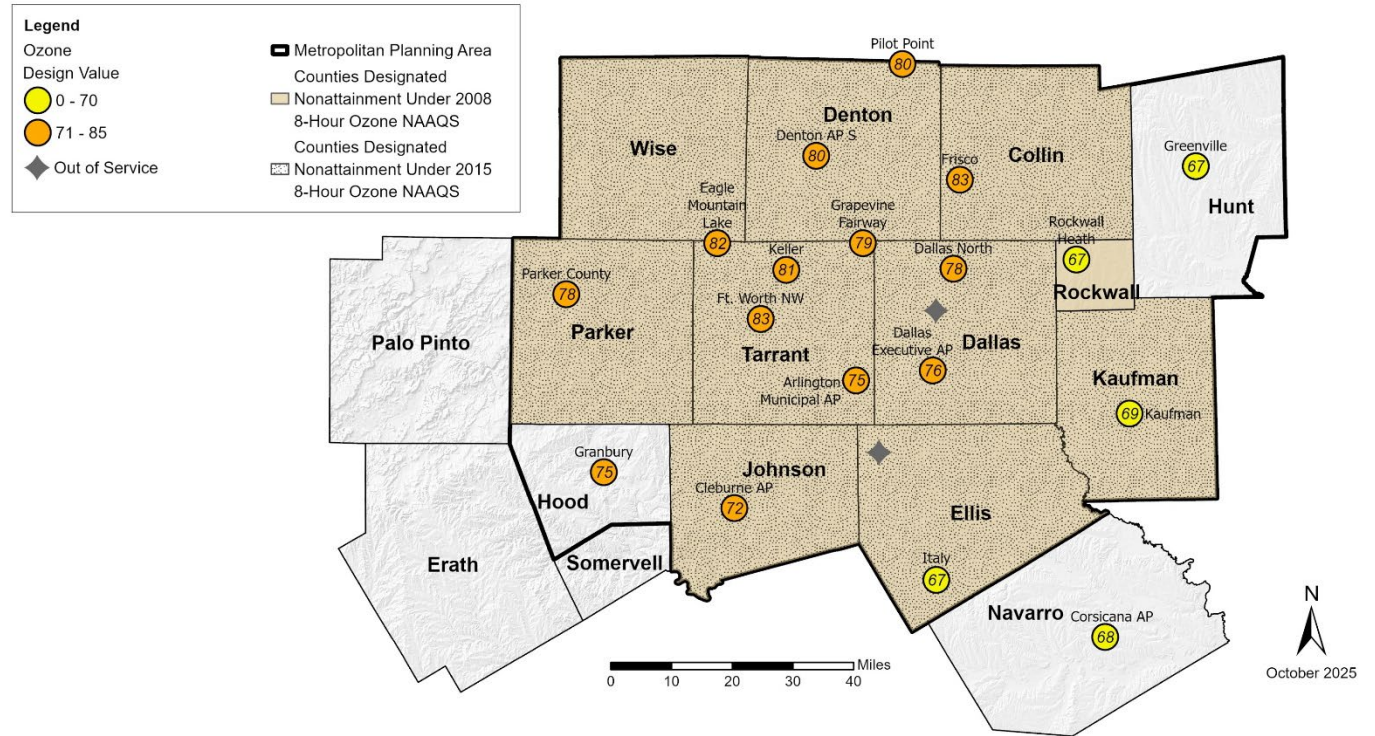 Legend
Ozone
Design Value
0 - 70
71 - 85
Out of Service
Metropolitan Planning Area
Counties Designated
Nonattainment Under 2008
8-Hour Ozone NAAQS
Counties Designated
Nonattainment Under 2015
8-Hour Ozone NAAQS
Pilot Point
80
Denton
Denton AP S
80
Wise
Collin
Frisco
83
Greenville
67
Hunt
Eagle
Mountain
Lake
82
Grapevine
Fairway
79
Keller
81
Dallas North
78
Rockwall
Heath
67
Rockwall
Parker County
78
Parker
Ft. Worth NW
83
Tarrant
Palo Pinto
Dallas
Dallas
Executive AP
76
Arlington
Municipal AP
75
Kaufman
69
Kaufman
Granbury
75
Hood
Johnson
Cleburne AP
72
Ellis
Italy
67
Erath
Somervell
Navarro
Corsicana AP
68
Miles
0 10 20 30 40
N
October 2025